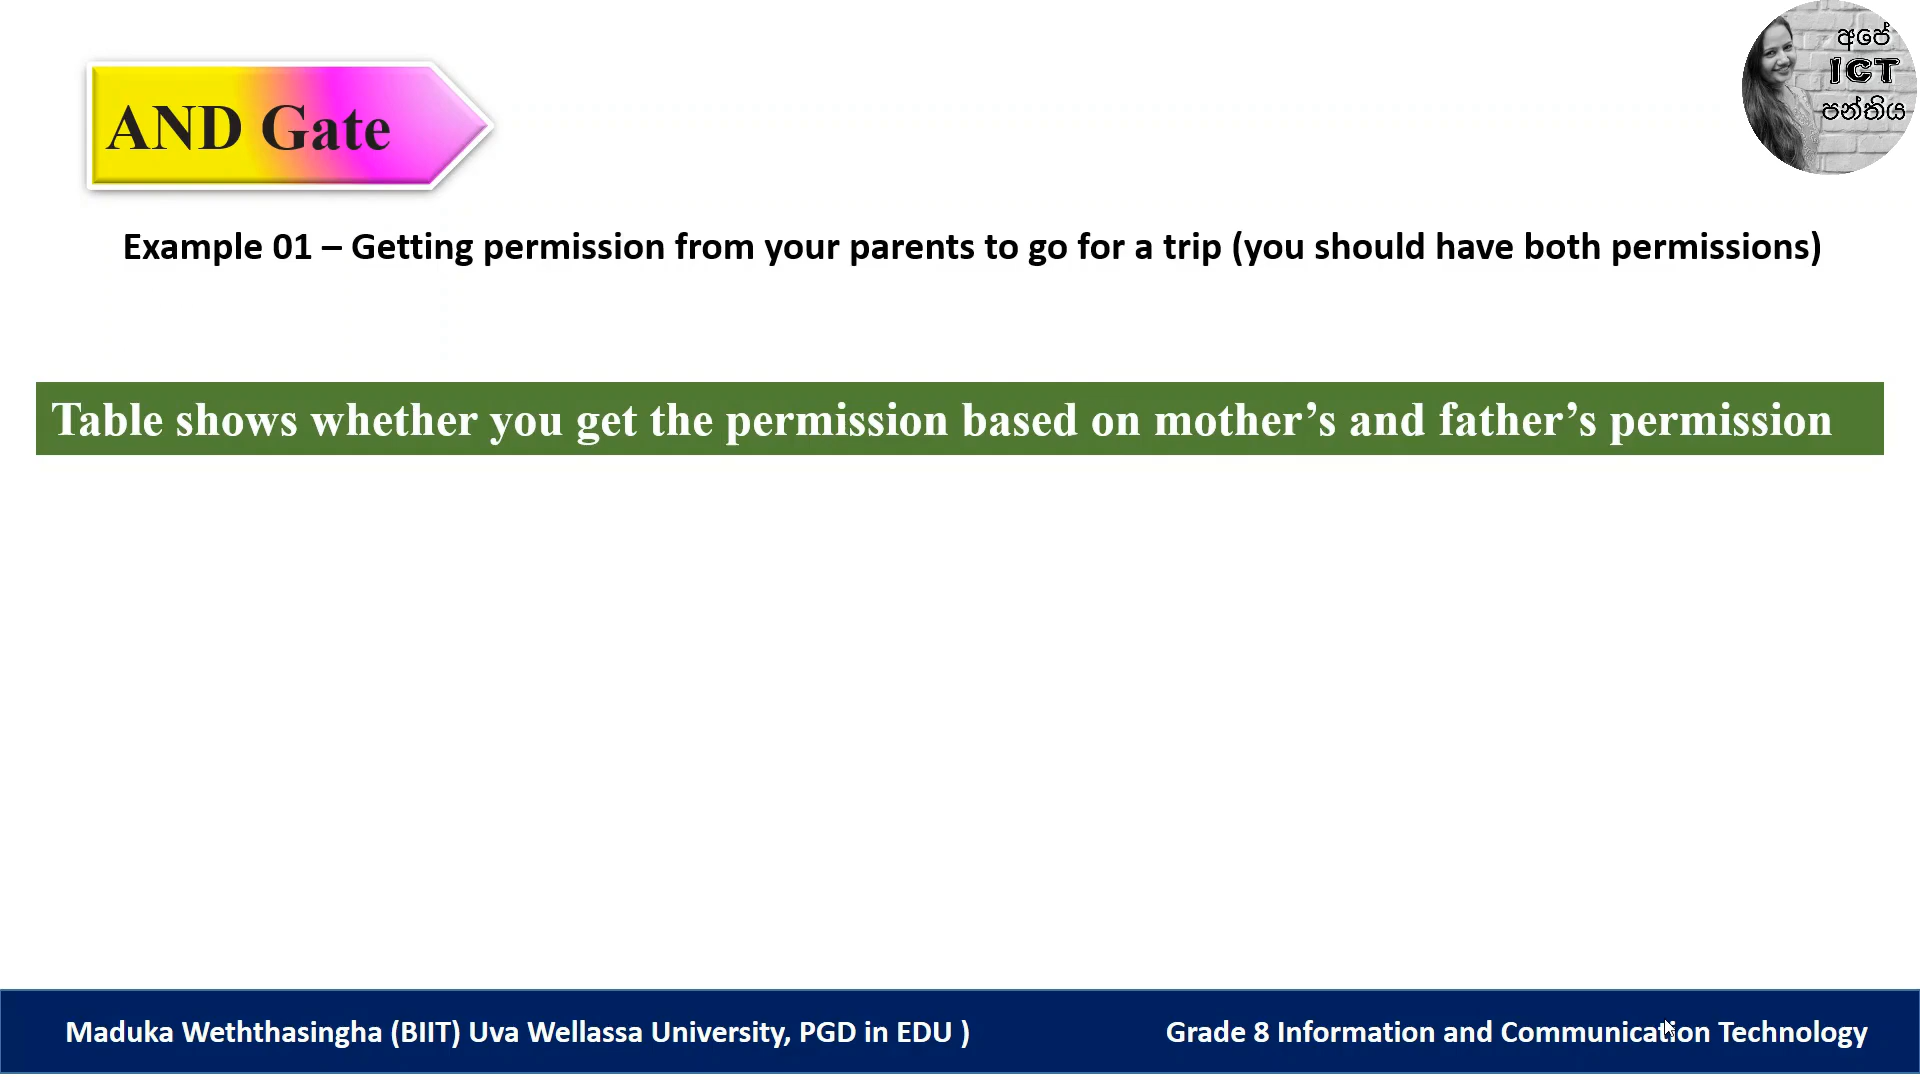 අපේ
ICT
පන්තිය
AND Gate
Example 01 – Getting permission from your parents to go for a trip (you should have both permissions)
Table shows whether you get the permission based on mother’s and father’s permission
Maduka Weththasingha (BIIT) Uva Wellassa University, PGD in EDU )
Grade 8 Information and Communication Technology